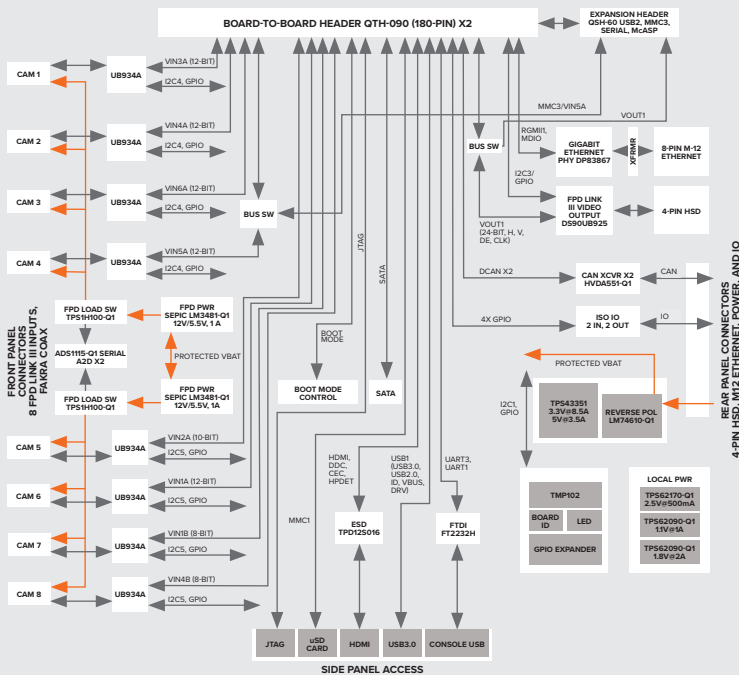 BOARD-TO-BOARD HEADER QTH-090 (180-PIN) X2
EXPANSION HEADER
QSH-60 USB2, MMC3,
SERIAL, McASP
CAM 1
UB934A
VIN3A (12-BIT)
I2C4, GPIO
CAM 2
UB934A
VIN4A (12-BIT)
I2C4, GPIO
CAM 3
UB934A
VIN6A (12-BIT)
I2C4, GPIO
CAM 4
UB934A
VIN5A (12-BIT)
I2C4, GPIO
BUS SW
MMC3/VIN5A
VOUT1
BUS SW
RGMII1,
MDIO
GIGABIT
ETHERNET
PHY DP83867
XFRMR
8-PIN M-12
ETHERNET
I2C3/
GPIO
FPD LINK
III VIDEO
OUTPUT
DS90UB925
4-PIN HSD
VOUT1
(24-BIT, H, V,
DE, CLK)
JTAG
SATA
DCAN X2
CAN XCVR X2
HVDA551-Q1
CAN
4X GPIO
ISO IO
2 IN, 2 OUT
IO
REAR PANEL CONNECTORS
4-PIN HSD, M12 ETHERNET, POWER, AND IO
FRONT PANEL
CONNECTORS
8 FPD LINK III INPUTS,
FAKRA COAX
FPD LOAD SW
TPS1H100-Q1
ADS1115-Q1 SERIAL
A2D X2
FPD LOAD SW
TPS1H100-Q1
FPD PWR
SEPIC LM3481-Q1
12V/5.5V, 1 A
PROTECTED VBAT
FPD PWR
SEPIC LM3481-Q1
12V/5.5V, 1A
BOOT
MODE
BOOT MODE
CONTROL
SATA
PROTECTED VBAT
I2C1,
GPIO
TPS43351
3.3V@8.5A
5V@3.5A
REVERSE POL
LM74610-Q1
TMP102
BOARD
ID
LED
GPIO EXPANDER
LOCAL PWR
TPS62170-Q1
2.5V@500mA
TPS62090-Q1
1.1V@1A
TPS62090-Q1
1.8V@2A
CAM 5
UB934A
VIN2A (10-BIT)
I2C5, GPIO
CAM 6
UB934A
VIN1A (12-BIT)
I2C5, GPIO
CAM 7
UB934A
VIN1B (8-BIT)
I2C5, GPIO
CAM 8
UB934A
VIN4B (8-BIT)
I2C5, GPIO
MMC1
HDMI,
DDC,
CEC,
HPDET
ESD
TPD12S016
USB1
(USB3.0,
USB2.0,
ID, VBUS,
DRV)
UART3,
UART1
FTDI
FT2232H
JTAG
uSD
CARD
HDMI
USB3.0
CONSOLE USB
SIDE PANEL ACCESS